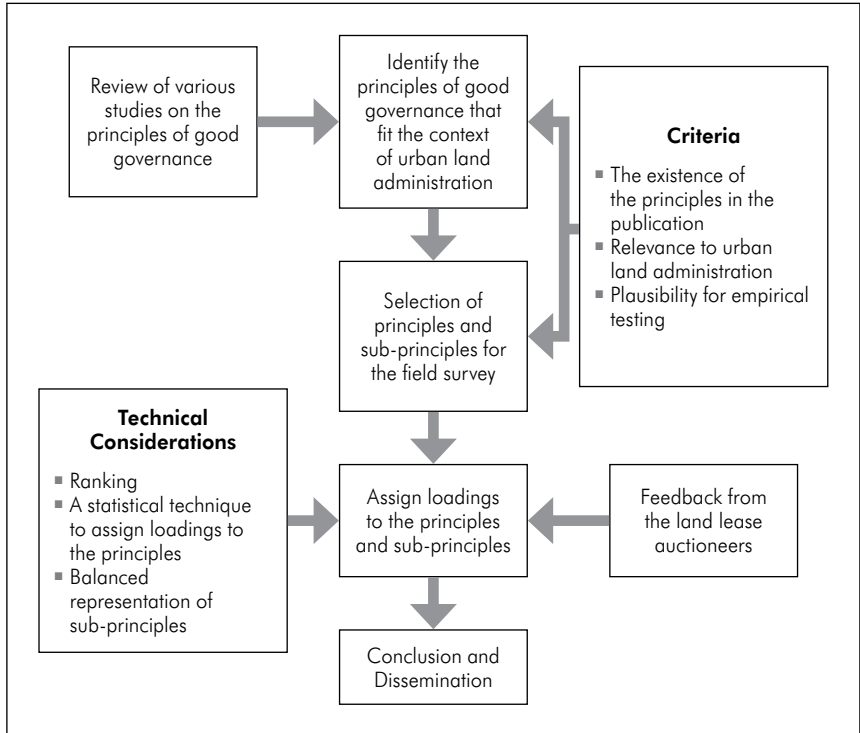 Review of various
studies on the
principles of good
governance
Identify the
principles of good
governance that
fit the context
of urban land
administration
Criteria
▪ The existence of
the principles in the
publication
▪ Relevance to urban
land administration
▪ Plausibility for empirical
testing
Selection of
principles and
sub-principles for
the field survey
Technical
Considerations
▪ Ranking
▪ A statistical technique
to assign loadings to
the principles
▪ Balanced
representation of
sub-principles
Assign loadings
to the principles
and sub-principles
Feedback from
the land lease
auctioneers
Conclusion and
Dissemination